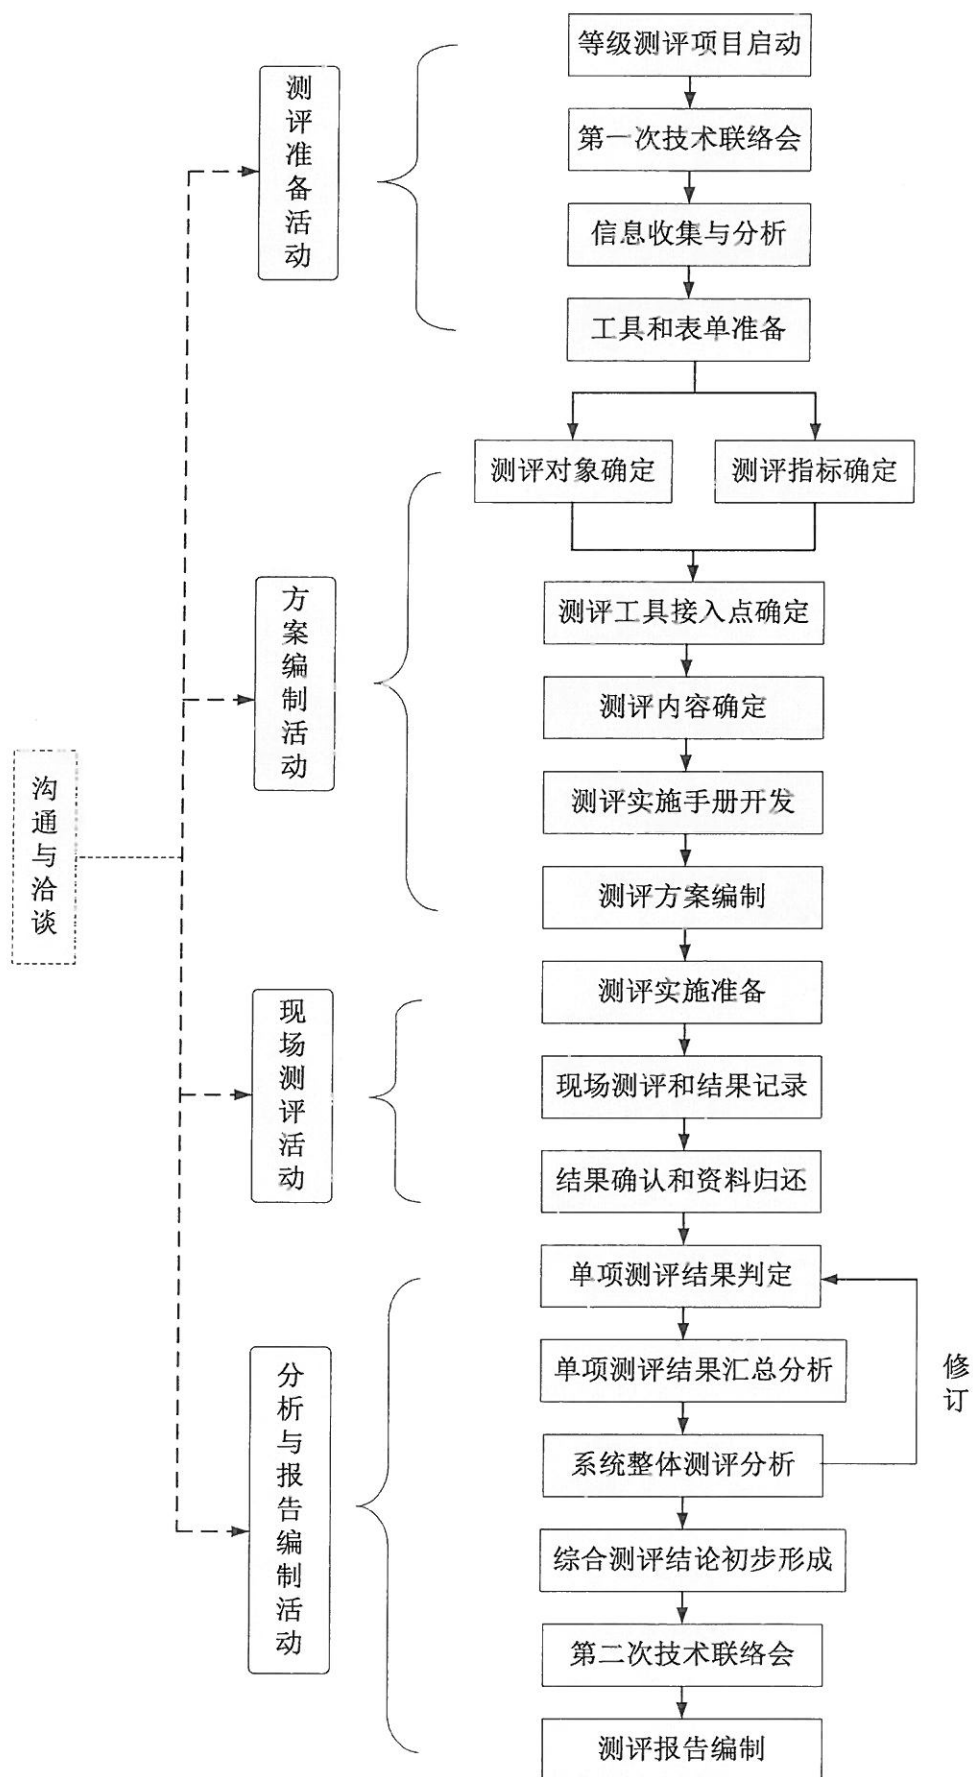 等级测评项目启动
第一次技术联络会
信息收集与分析
工具和表单准备
测评准备活动
测评对象确定
测评指标确定
测评工具接入点确定
测评内容确定
测评实施手册开发
测评方案编制
方案编制活动
沟通与洽谈
测评实施准备
现场测评和结果记录
结果确认和资料归还
现场测评活动
单项测评结果判定
单项测评结果汇总分析
系统整体测评分析
修订
综合测评结论初步形成
第二次技术联络会
测评报告编制
分析与报告编制活动